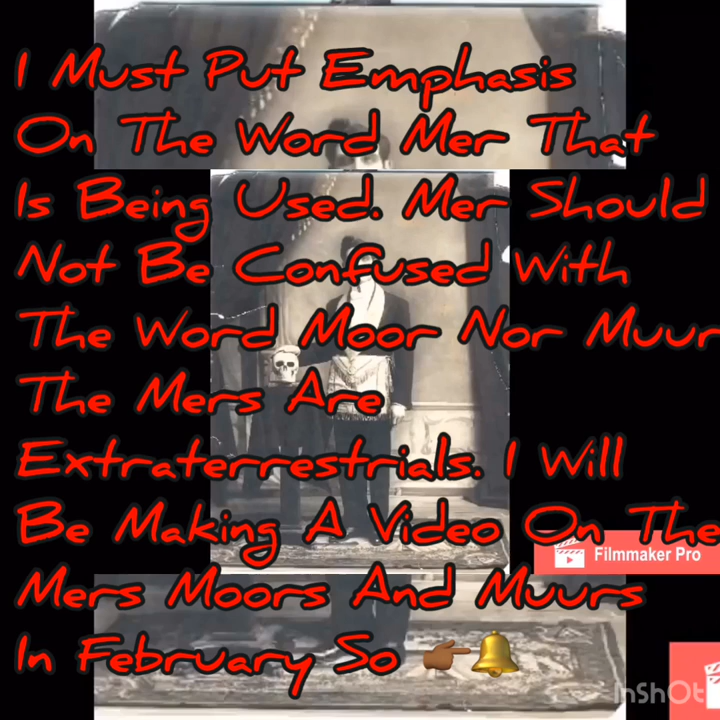 I Must Put Emphasis
On The Word Mer That
Is Being Used. Mer Should
Not Be Confused With
The Word Moor Nor Muur
The Mers Are
Extraterrestrials. I Will
Be Making A Video On The
Mers Moors And Muurs
In February So 👉🏾🔔
Filmmaker Pro
InShOt